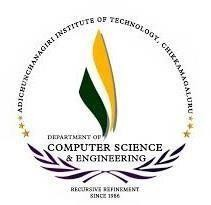 ADICHUNCHANAGIRI INSTITUTE OF TECHNOLOGY, CHIKKAMAGALURU
DEPARTMENT OF
COMPUTER SCIENCE
& ENGINEERING
RECURSIVE REFINEMENT
SINCE 1986